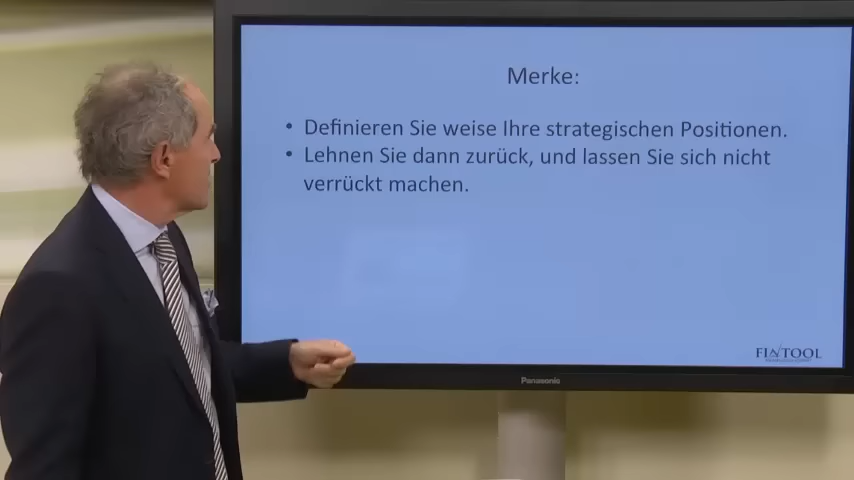 Merke:
• Definieren Sie weise Ihre strategischen Positionen.
• Lehnen Sie dann zurück, und lassen Sie sich nicht
verrückt machen.
FINTOOL
Panasonic